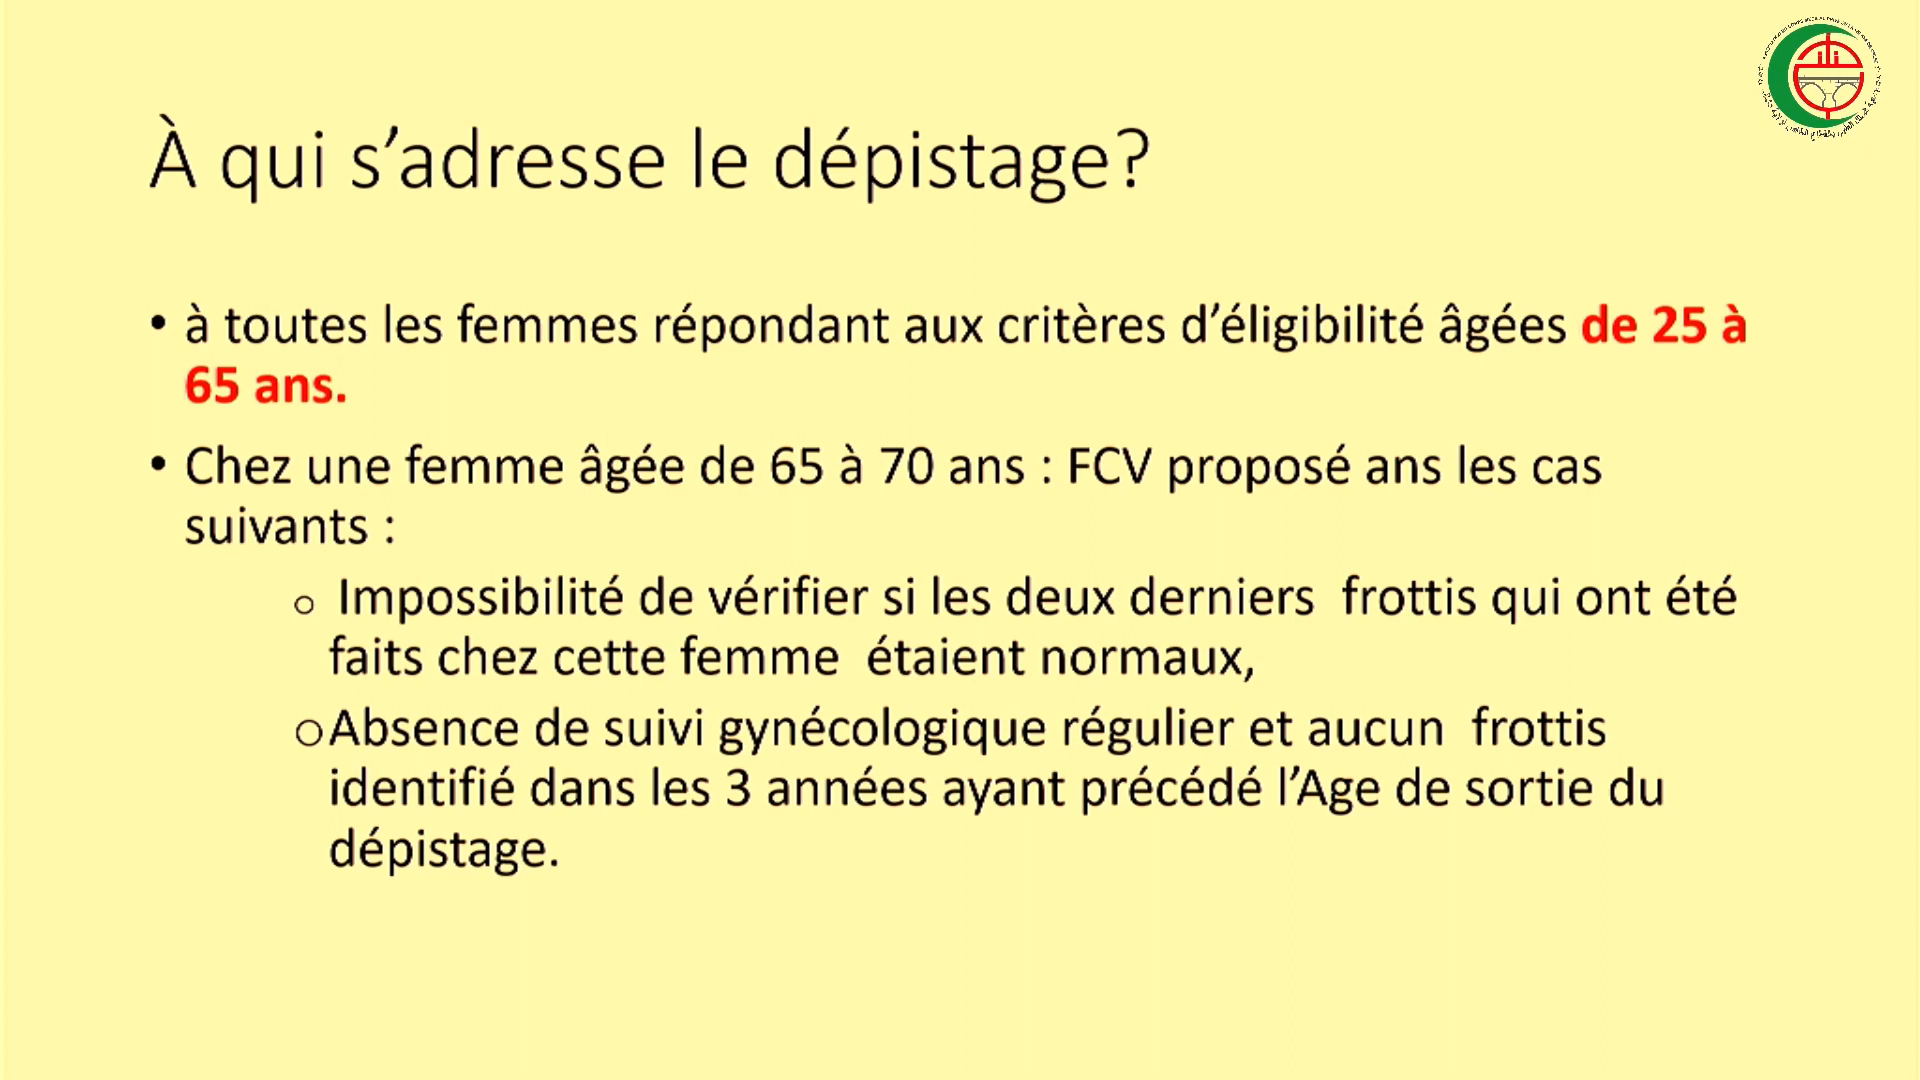 À qui s’adresse le dépistage?
• à toutes les femmes répondant aux critères d’éligibilité âgées de 25 à
65 ans.
• Chez une femme âgée de 65 à 70 ans : FCV proposé ans les cas
suivants :
o Impossibilité de vérifier si les deux derniers frottis qui ont été
faits chez cette femme étaient normaux,
o Absence de suivi gynécologique régulier et aucun frottis
identifié dans les 3 années ayant précédé l’Age de sortie du
dépistage.